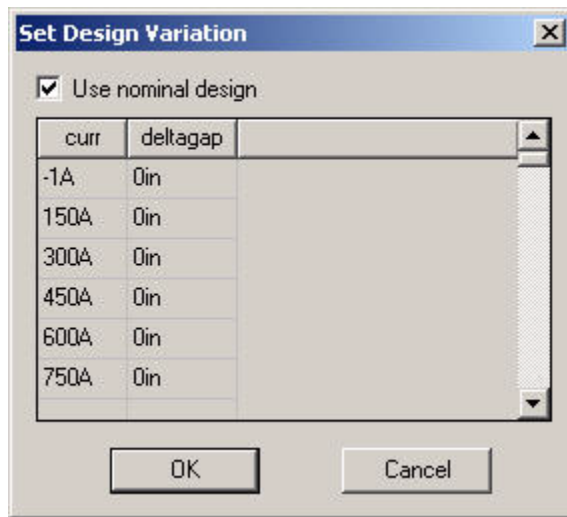 Set Design Variation
Use nominal design
curr deltagap
-1A 0in
150A 0in
300A 0in
450A 0in
600A 0in
750A 0in
OK Cancel